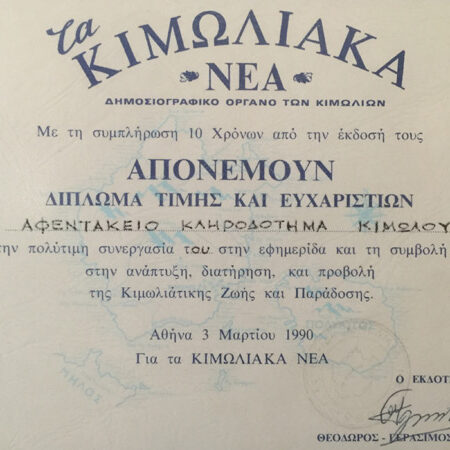 Τα
ΚΙΜΩΛΙΑΚΑ
ΝΕΑ
ΔΗΜΟΣΙΟΓΡΑΦΙΚΟ ΟΡΓΑΝΟ ΤΩΝ ΚΙΜΩΛΙΩΝ
Με τη συμπλήρωση 10 Χρόνων από την έκδοσή τους
ΑΠΟΝΕΜΟΥΝ
ΔΙΠΛΩΜΑ ΤΙΜΗΣ ΚΑΙ ΕΥΧΑΡΙΣΤΙΩΝ
ΑΦΕΝΤΑΚΕΙΟ ΚΛΗΡΟΔΟΤΗΜΑ ΚΙΜΩΛΟΥ
την πολύτιμη συνεργασία του στην εφημερίδα και τη συμβολή
στην ανάπτυξη, διατήρηση, και προβολή
της Κιμωλιάτικης Ζωής και Παράδοσης.
Αθήνα 3 Μαρτίου 1990
Για τα ΚΙΜΩΛΙΑΚΑ ΝΕΑ
Ο ΕΚΔΟΤ
ΘΕΟΔΩΡΟΣ - ΓΕΡΑΣΙΜΟΣ
ΜΗΛΟΣ